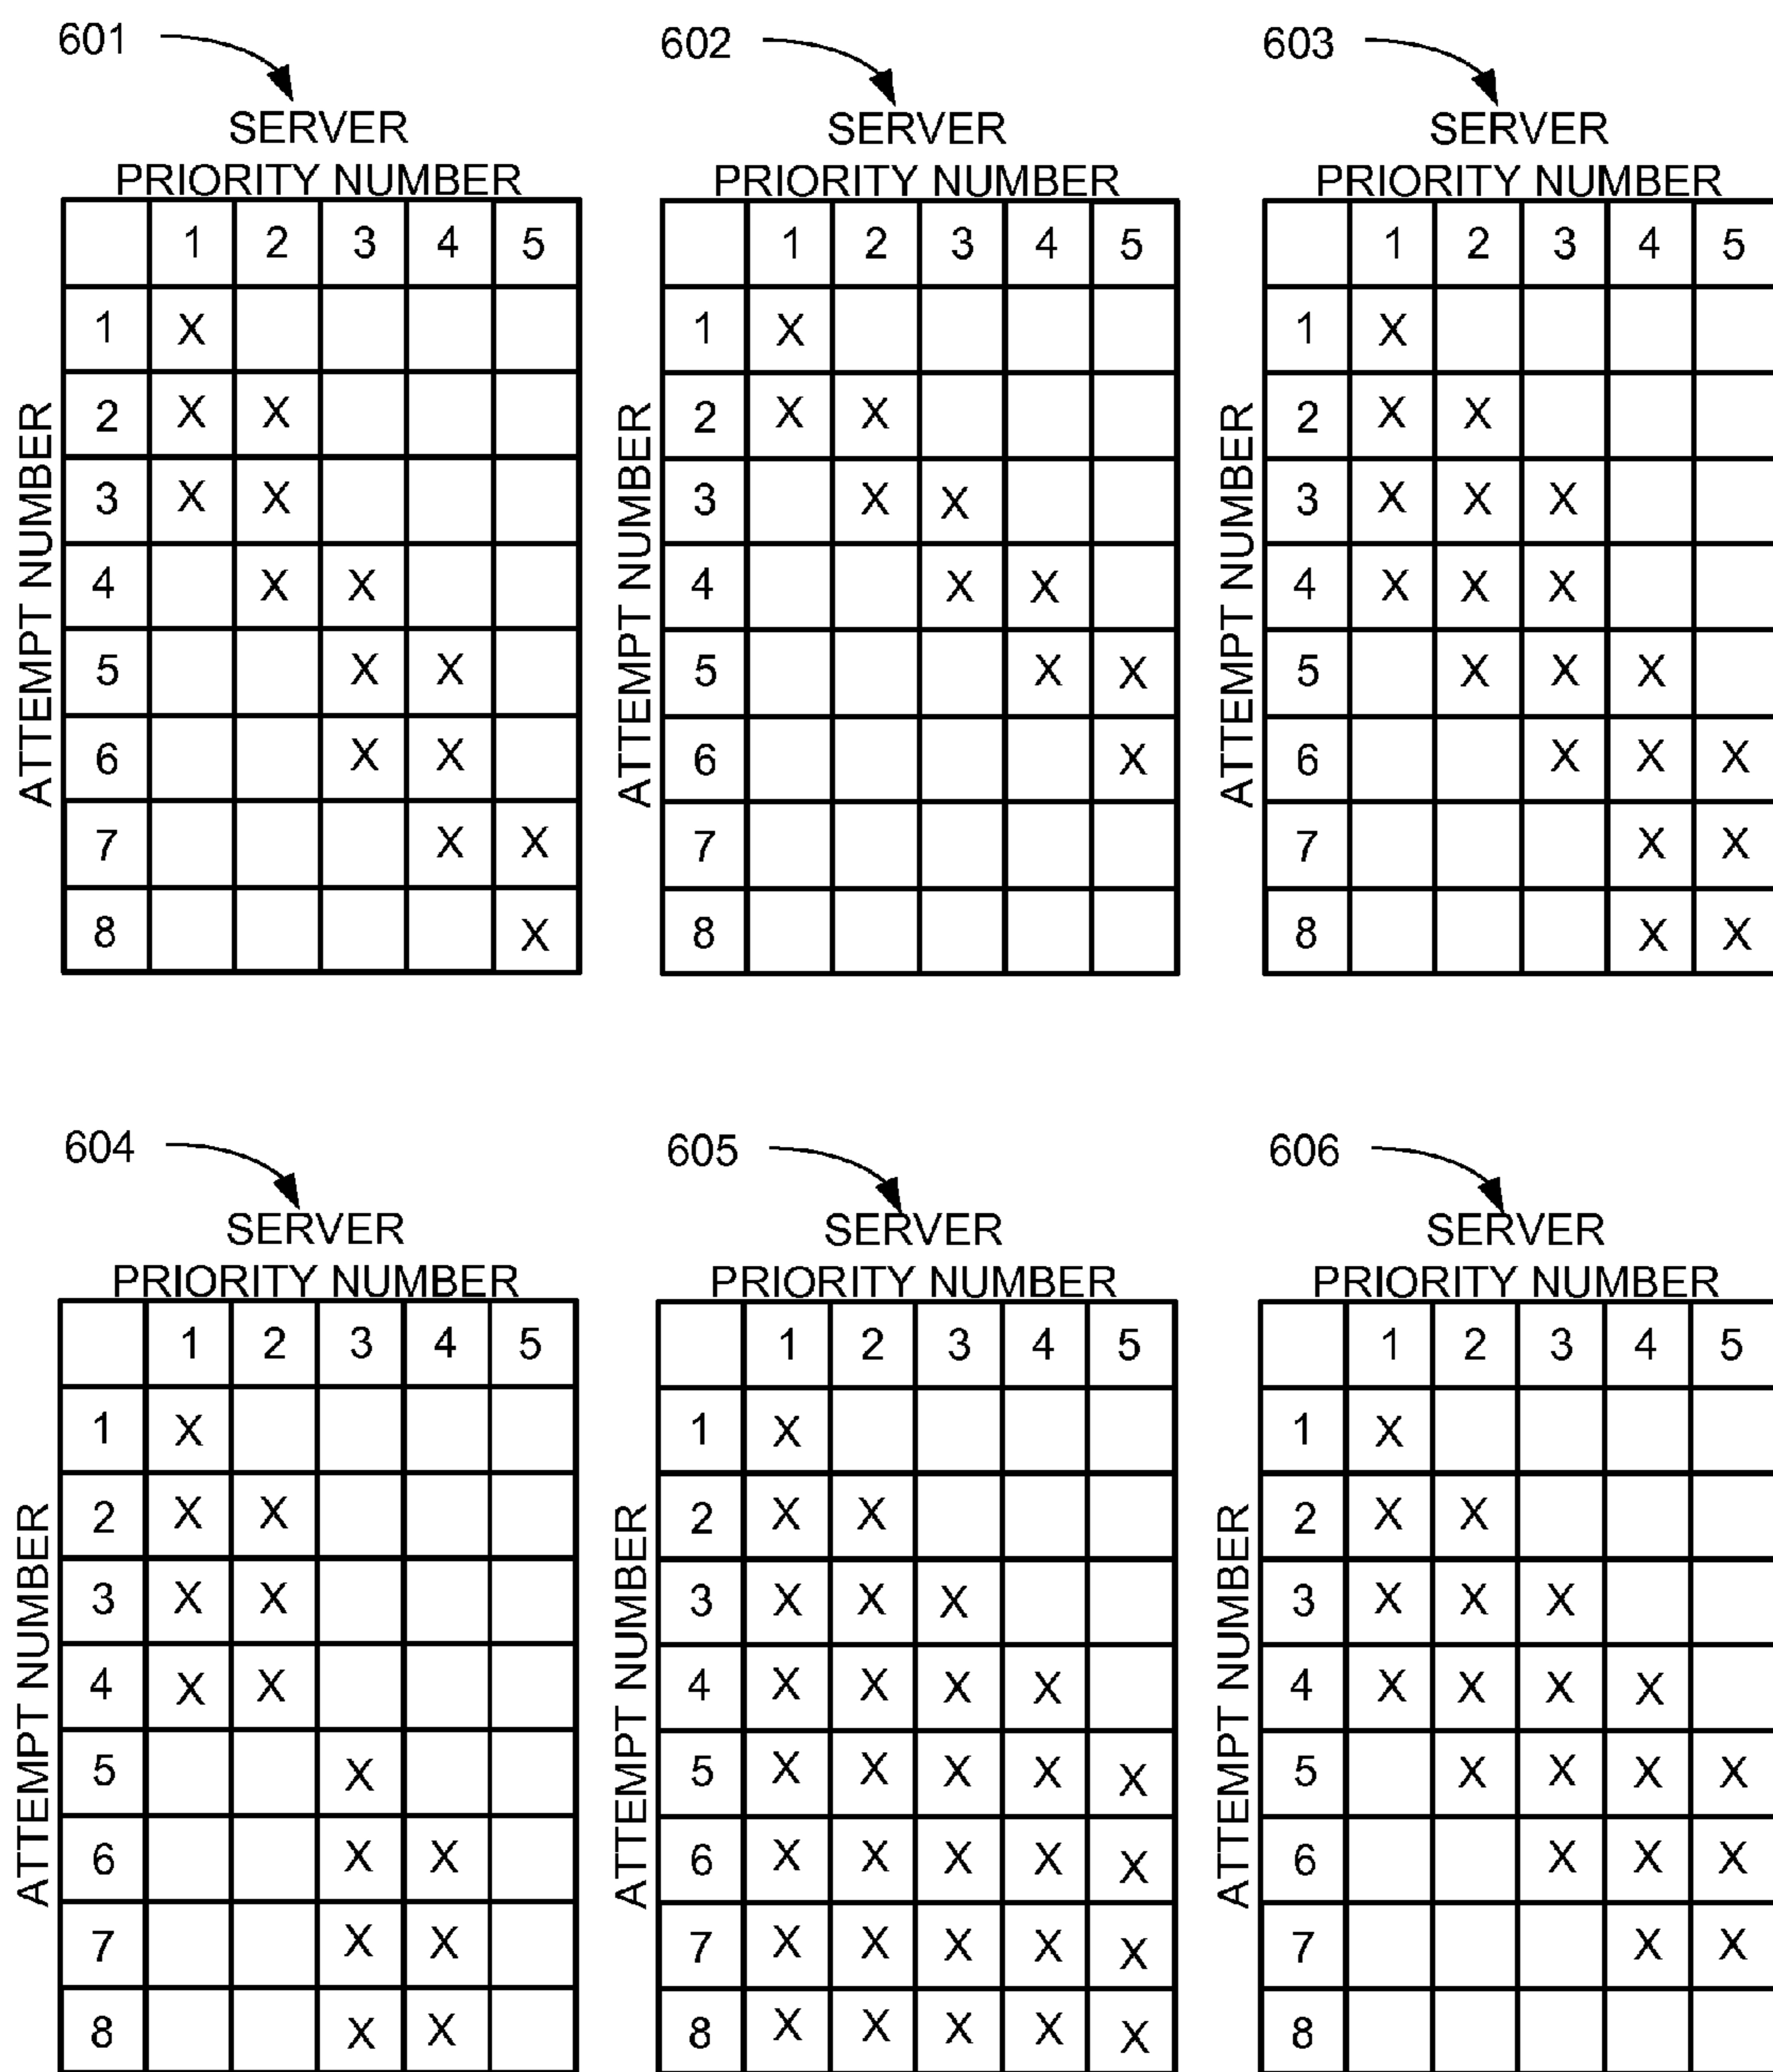 601
SERVER
PRIORITY NUMBER
ATTEMPT NUMBER
1 2 3 4 5
1 X
2 X X
3 X X
4 X X
5 X X
6 X X
7 X X
8 X
602
SERVER
PRIORITY NUMBER
ATTEMPT NUMBER
1 2 3 4 5
1 X
2 X X
3 X X
4 X X
5 X X
6 X
7
8
603
SERVER
PRIORITY NUMBER
ATTEMPT NUMBER
1 2 3 4 5
1 X
2 X X
3 X X X
4 X X X
5 X X X
6 X X X
7 X X
8 X X
604
SERVER
PRIORITY NUMBER
ATTEMPT NUMBER
1 2 3 4 5
1 X
2 X X
3 X X
4 X X
5 X
6 X X
7 X X
8 X X
605
SERVER
PRIORITY NUMBER
ATTEMPT NUMBER
1 2 3 4 5
1 X
2 X X
3 X X X
4 X X X X
5 X X X X X
6 X X X X X
7 X X X X X
8 X X X X X
606
SERVER
PRIORITY NUMBER
ATTEMPT NUMBER
1 2 3 4 5
1 X
2 X X
3 X X X
4 X X X X
5 X X X X
6 X X X
7 X X
8